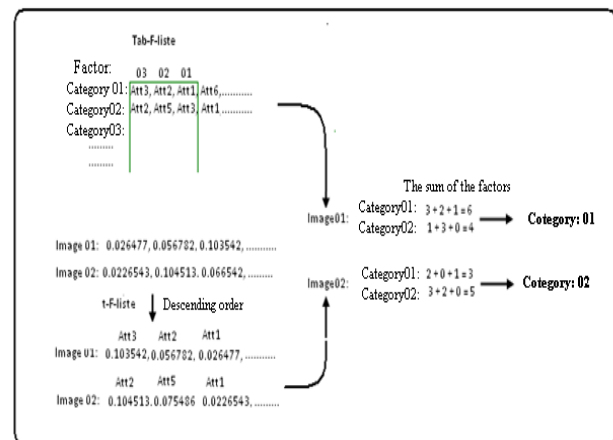 Tab-F-liste
Factor: 03 02 01
Category 01: Att3, Att2, Att1, Att6,...........
Category02: Att2, Att5, Att3, Att1...........
Category03:
.........
.........
The sum of the factors
Image01:
Category01: 3+2+1=6
Cotegory: 01
Category02: 1+3+0=4
Image 01: 0.026477, 0.056782, 0.103542, ..........
Image 02: 0.0226543, 0.104513, 0.066542, .........
Image02:
Category01: 2+0+1=3
Cotegory: 02
Category02: 3+2+0=5
t-F-liste
Descending order
Att3 Att2 Att1
Image 01: 0.103542, 0.056782, 0.026477, ..........
Att2 Att5 Att1
Image 02: 0.104513. 0.075486 0.0226543, .........